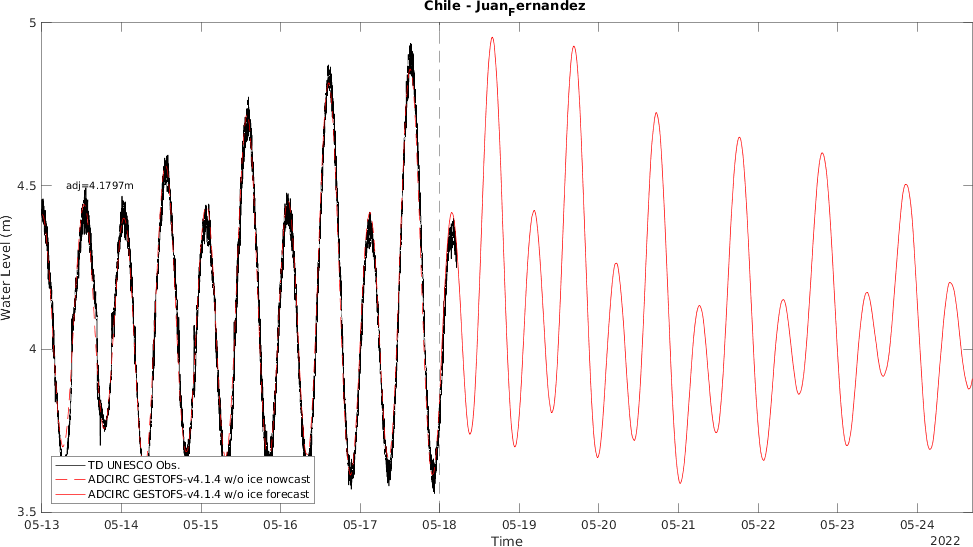 Chile - JuanFernandez
5
4.5
4
3.5
Water Level (m)
adj=4.1797m
TD UNESCO Obs.
ADCIRC GESTOFS-v4.1.4 w/o ice nowcast
ADCIRC GESTOFS-v4.1.4 w/o ice forecast
05-13 05-14 05-15 05-16 05-17 05-18 05-19 05-20 05-21 05-22 05-23 05-24
Time
2022